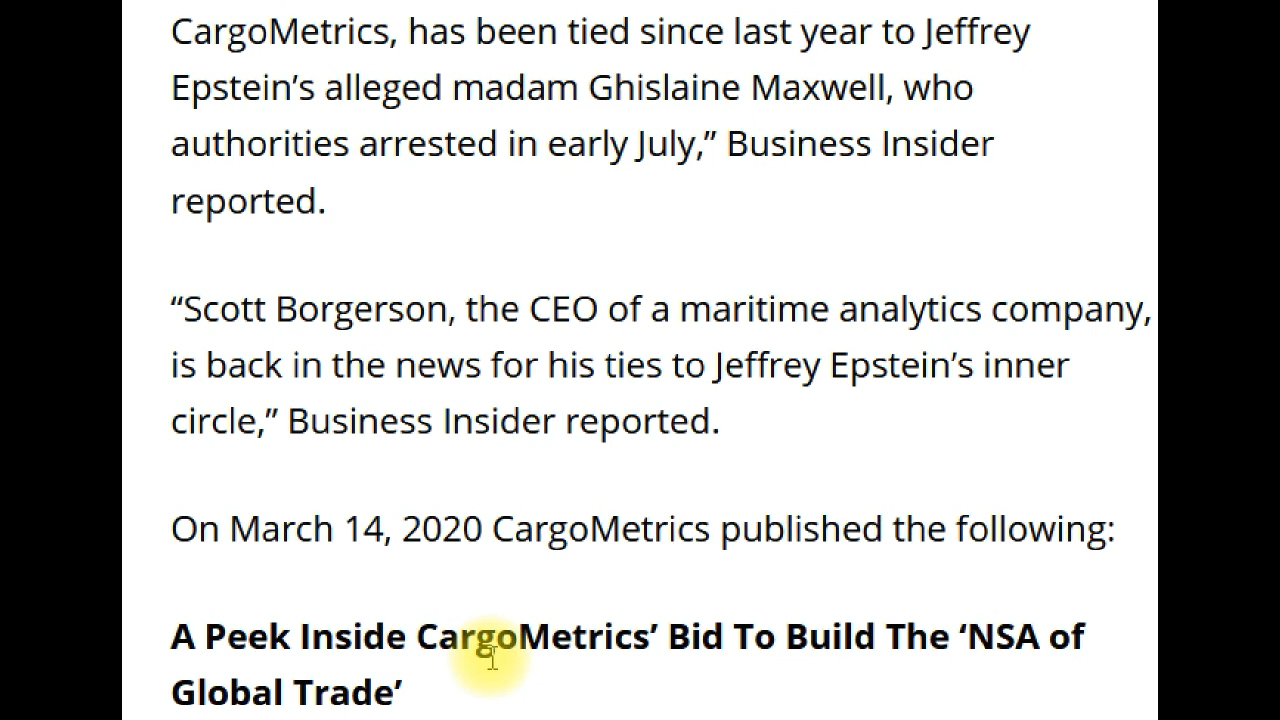 CargoMetrics, has been tied since last year to Jeffrey
Epstein’s alleged madam Ghislaine Maxwell, who
authorities arrested in early July,” Business Insider
reported.
“Scott Borgerson, the CEO of a maritime analytics company,
is back in the news for his ties to Jeffrey Epstein’s inner
circle,” Business Insider reported.
On March 14, 2020 CargoMetrics published the following:
A Peek Inside CargoMetrics’ Bid To Build The ‘NSA of
Global Trade’